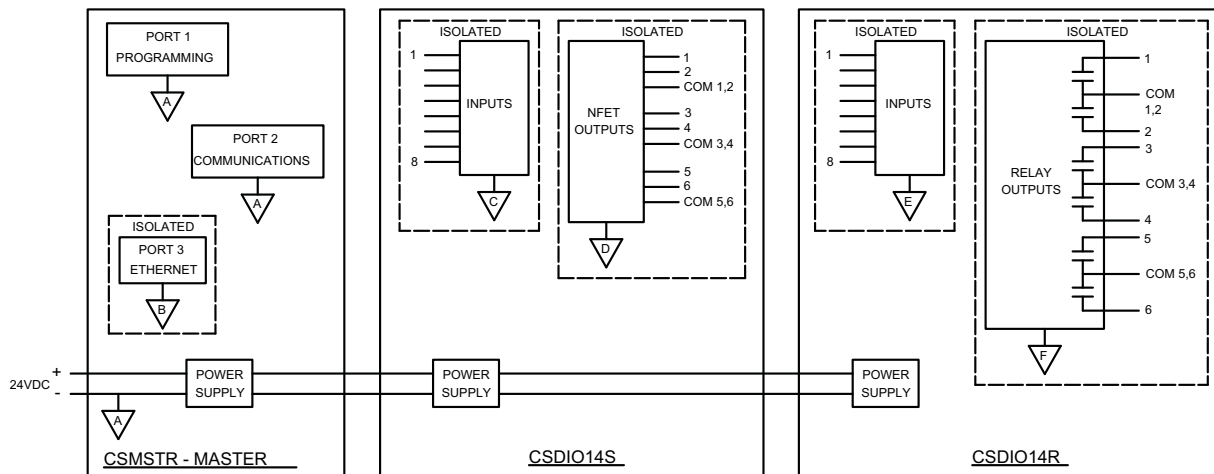 PORT 1
PROGRAMMING
A
PORT 2
COMMUNICATIONS
A
ISOLATED
PORT 3
ETHERNET
B
24VDC
+
-
A
POWER
SUPPLY
CSMSTR - MASTER
ISOLATED
1
8
INPUTS
C
ISOLATED
NFET
OUTPUTS
1
2
COM 1,2
3
4
COM 3,4
5
6
COM 5,6
D
POWER
SUPPLY
CSDIO14S
ISOLATED
1
8
INPUTS
E
ISOLATED
RELAY
OUTPUTS
1
COM
1,2
2
3
COM 3,4
4
5
COM 5,6
6
F
POWER
SUPPLY
CSDIO14R